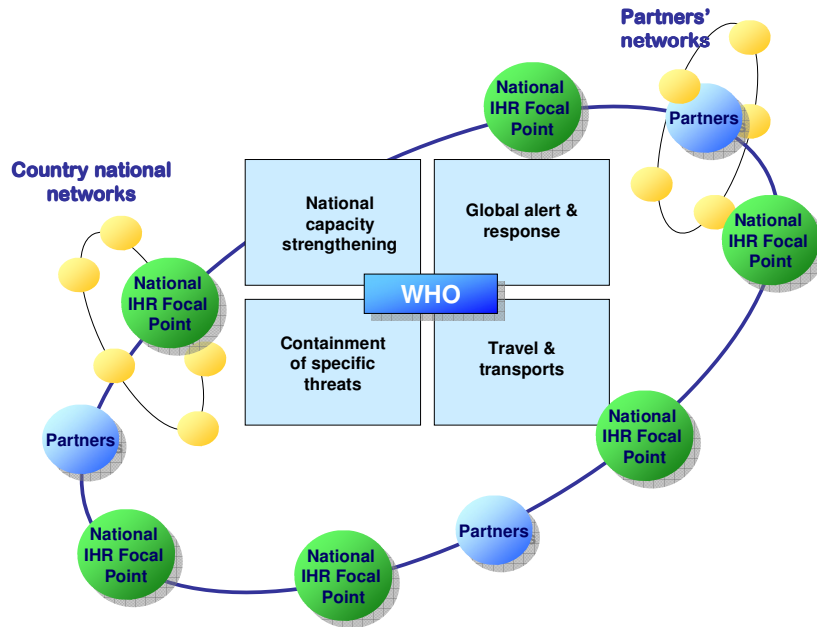 Partners'
networks
National
IHR Focal
Point
Partners
Country national
networks
National
capacity
strengthening
Global alert &
response
National
IHR Focal
Point
National
IHR Focal
Point
WHO
Containment
of specific
threats
Travel &
transports
National
IHR Focal
Point
Partners
National
IHR Focal
Point
National
IHR Focal
Point
Partners